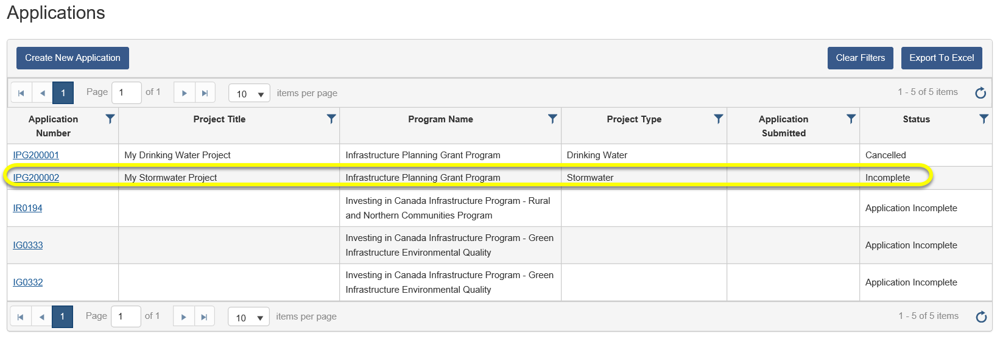 Applications
Create New Application
Clear Filters
Export To Excel
1 Page 1 of 1 10 items per page 1 - 5 of 5 items
Application Number
Project Title
Program Name
Project Type
Application Submitted
Status
IPG200001 My Drinking Water Project Infrastructure Planning Grant Program Drinking Water Cancelled
IPG200002 My Stormwater Project Infrastructure Planning Grant Program Stormwater Incomplete
IR0194
Investing in Canada Infrastructure Program - Rural
and Northern Communities Program
Application Incomplete
IG0333
Investing in Canada Infrastructure Program - Green
Infrastructure Environmental Quality
Application Incomplete
IG0332
Investing in Canada Infrastructure Program - Green
Infrastructure Environmental Quality
Application Incomplete
1 Page 1 of 1 10 items per page 1 - 5 of 5 items